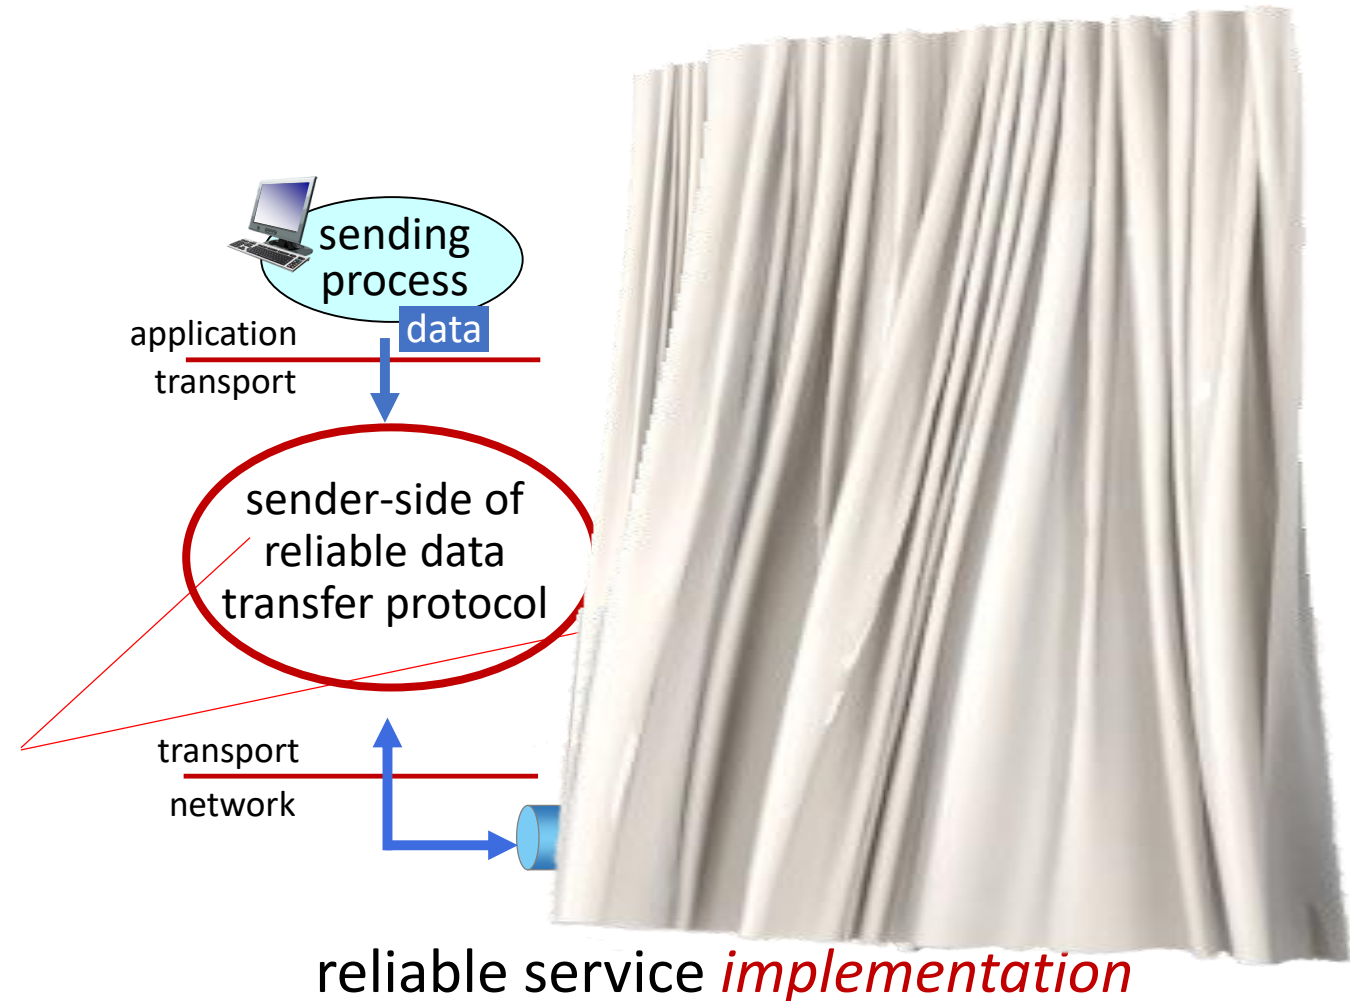 sending
process
data
application
transport
sender-side of
reliable data
transfer protocol
transport
network
reliable service implementation